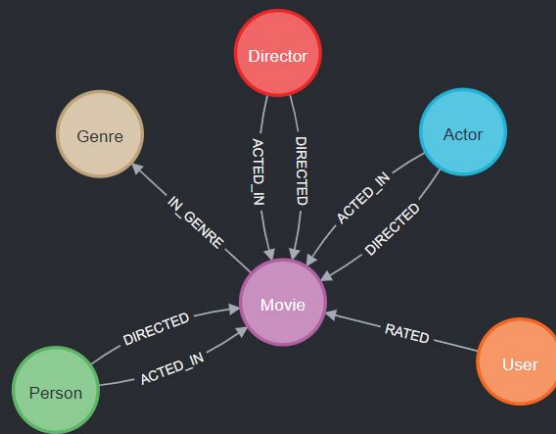 Director
Genre
Actor
ACTED_IN
DIRECTED
ACTED_IN
DIRECTED
IN_GENRE
Movie
DIRECTED
ACTED_IN
RATED
User
Person